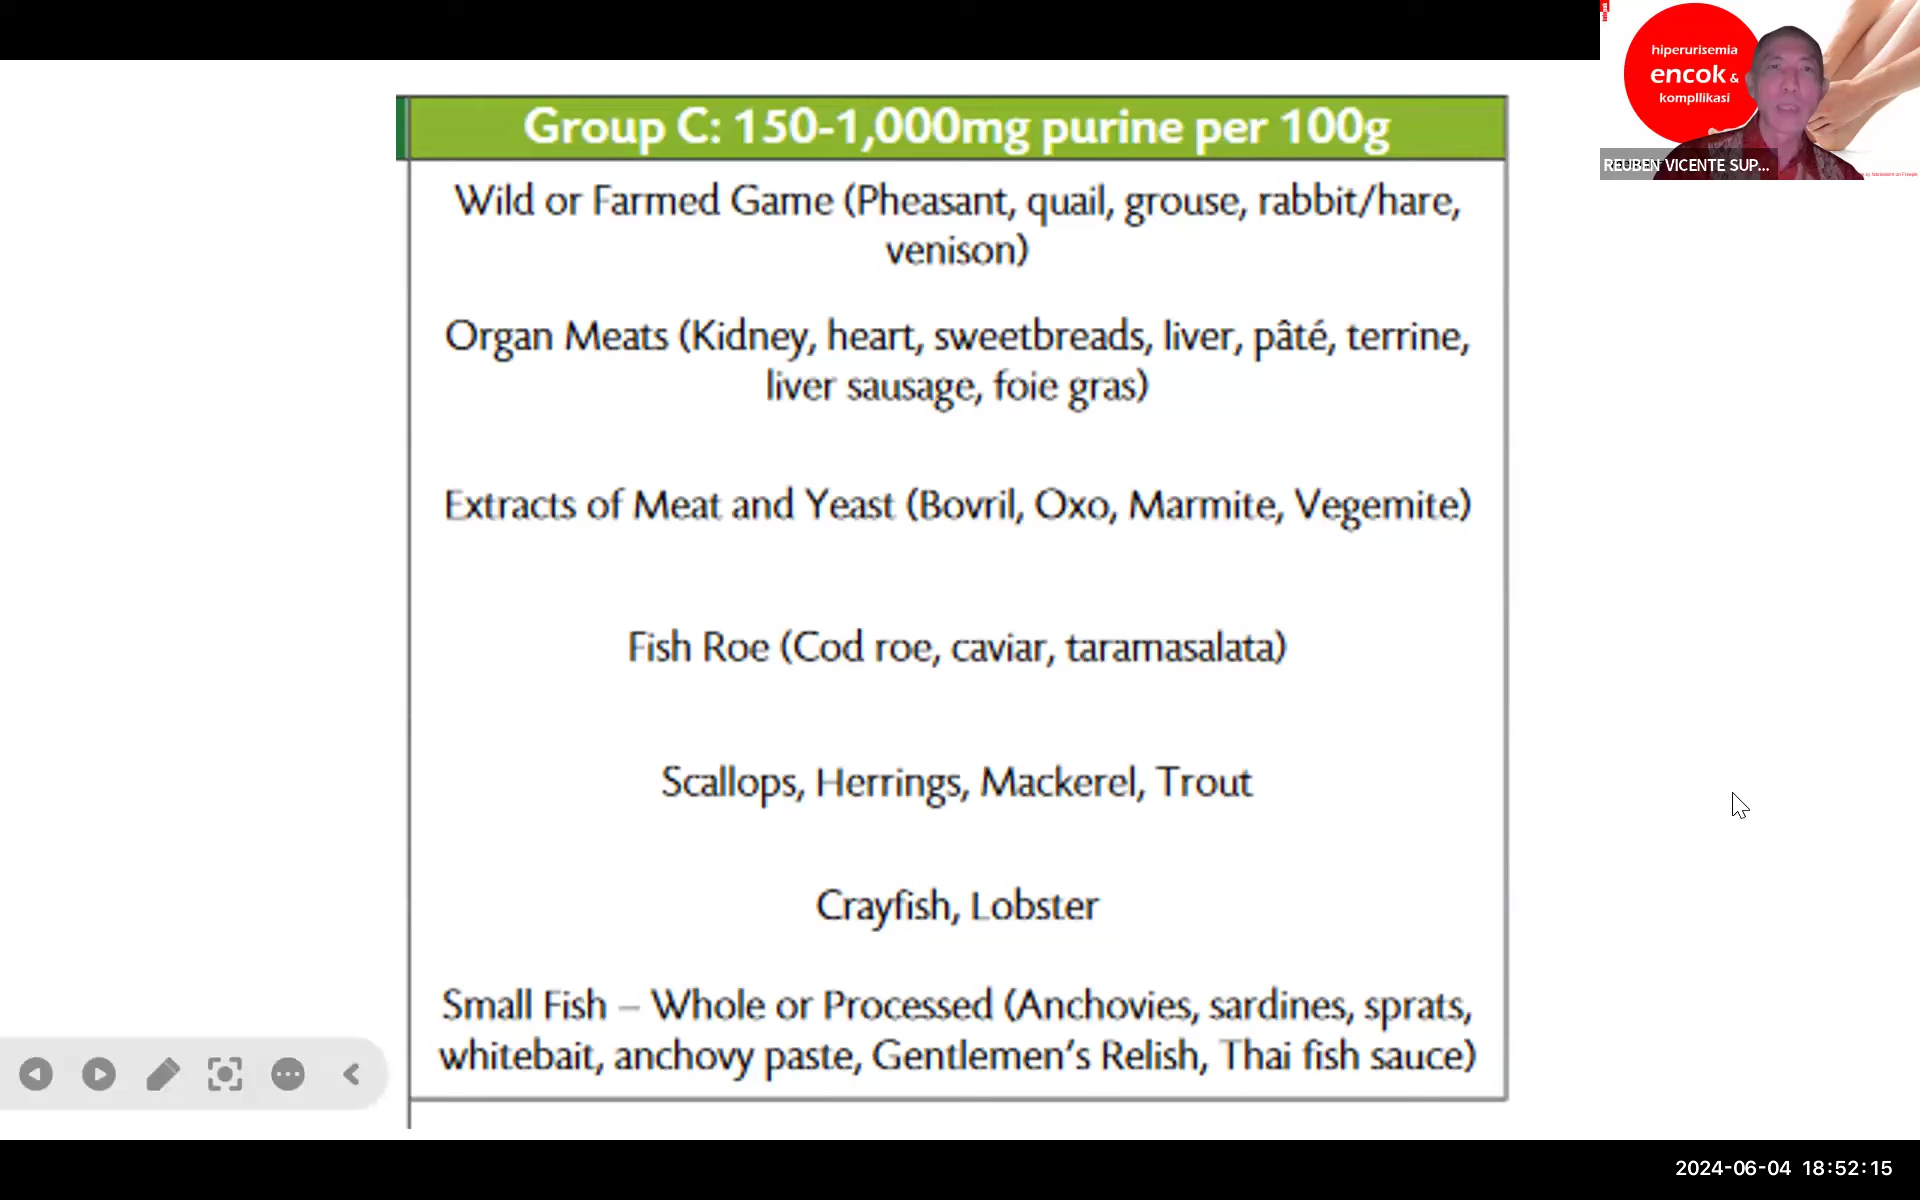 Group C: 150-1,000mg purine per 100g
Wild or Farmed Game (Pheasant, quail, grouse, rabbit/hare,
venison)
Organ Meats (Kidney, heart, sweetbreads, liver, pâté, terrine,
liver sausage, foie gras)
Extracts of Meat and Yeast (Bovril, Oxo, Marmite, Vegemite)
Fish Roe (Cod roe, caviar, taramasalata)
Scallops, Herrings, Mackerel, Trout
Crayfish, Lobster
Small Fish – Whole or Processed (Anchovies, sardines, sprats,
whitebait, anchovy paste, Gentlemen's Relish, Thai fish sauce)
hiperurisemia
encok &
kompllikasi
REUBEN VICENTE SUP...
2024-06-04 18:52:15